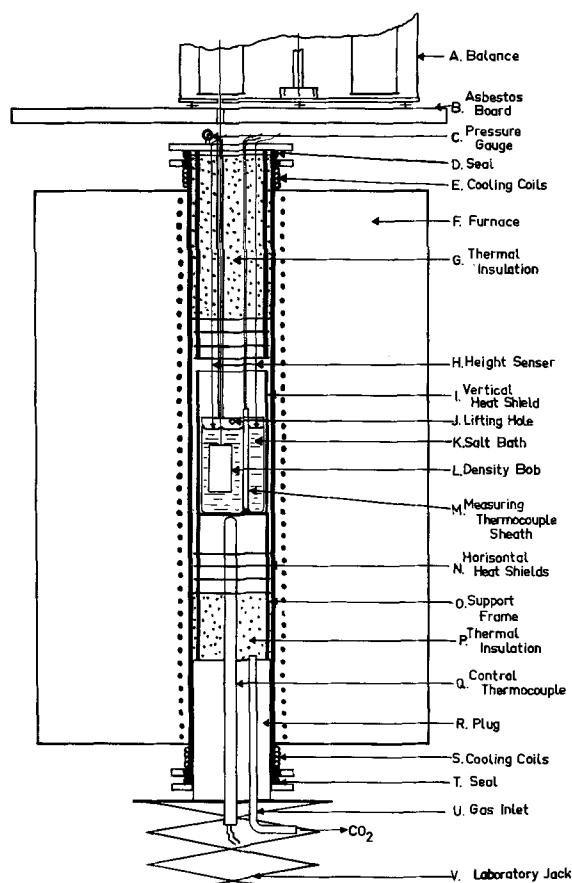 A. Balance
B. Asbestos
Board
C. Pressure
Gauge
D. Seal
E. Cooling Coils
F. Furnace
G. Thermal
Insulation
H. Height Senser
I. Vertical
Heat Shield
J. Lifting Hole
K. Salt Bath
L. Density Bob
M. Measuring
Thermocouple
Sheath
N. Horisontal
Heat Shields
O. Support
Frame
P. Thermal
Insulation
Q. Control
Thermocouple
R. Plug
S. Cooling Coils
T. Seal
U. Gas Inlet
CO2
V. Laboratory Jack